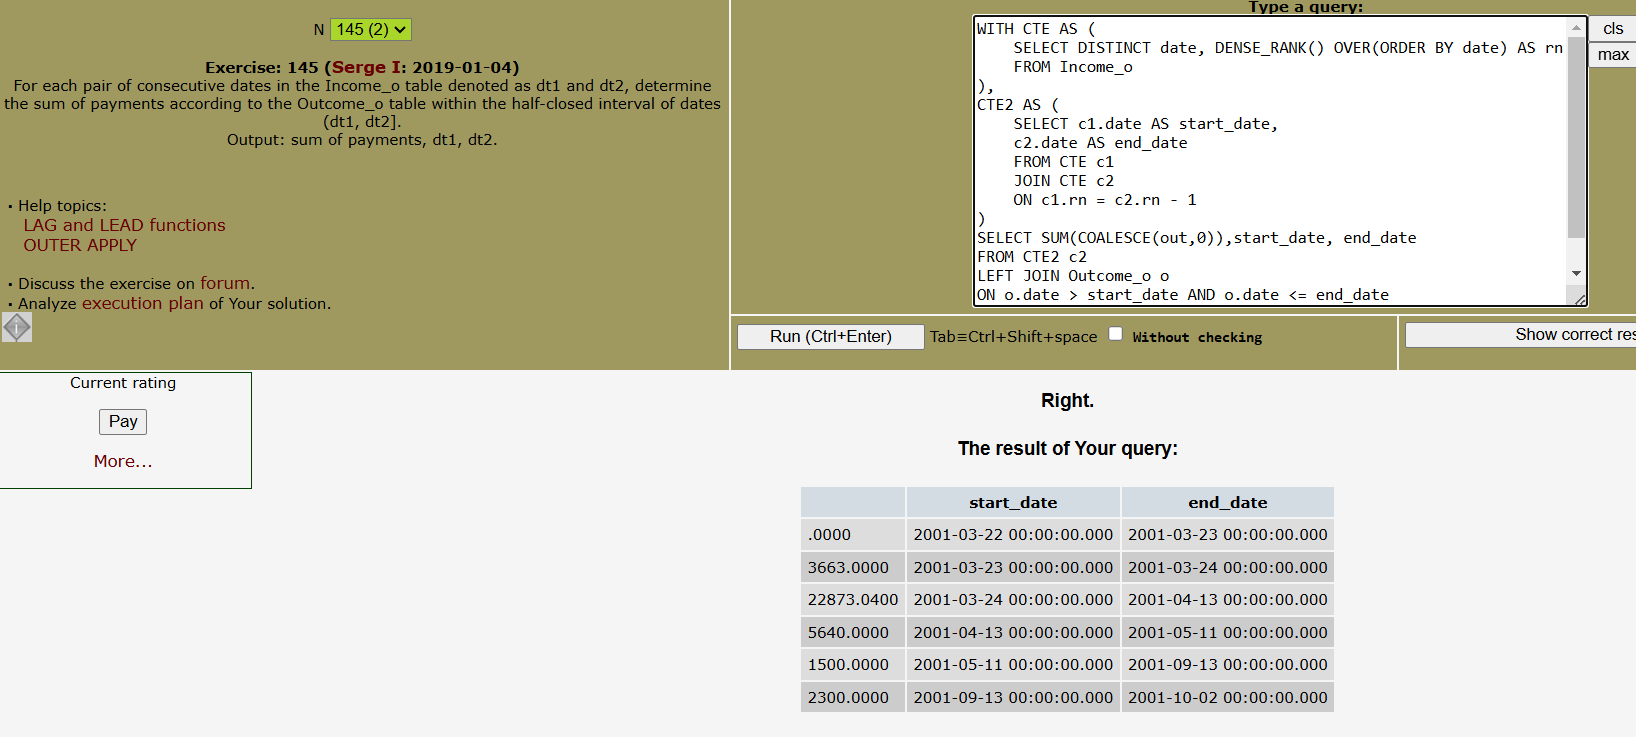 N 145 (2)
Exercise: 145 (Serge I: 2019-01-04)
For each pair of consecutive dates in the Income_o table denoted as dt1 and dt2, determine
the sum of payments according to the Outcome_o table within the half-closed interval of dates
(dt1, dt2].
Output: sum of payments, dt1, dt2.
· Help topics:
LAG and LEAD functions
OUTER APPLY
· Discuss the exercise on forum.
· Analyze execution plan of Your solution.
Type a query:
WITH CTE AS (
    SELECT DISTINCT date, DENSE_RANK() OVER(ORDER BY date) AS rn
    FROM Income_o
),
CTE2 AS (
    SELECT c1.date AS start_date,
    c2.date AS end_date
    FROM CTE c1
    JOIN CTE c2
    ON c1.rn = c2.rn - 1
)
SELECT SUM(COALESCE(out,0)),start_date, end_date
FROM CTE2 c2
LEFT JOIN Outcome_o o
ON o.date > start_date AND o.date <= end_date
cls
max
Run (Ctrl+Enter) Tab≡Ctrl+Shift+space Without checking
Show correct res
Current rating
Pay
More...
Right.
The result of Your query:
start_date end_date
.0000 2001-03-22 00:00:00.000 2001-03-23 00:00:00.000
3663.0000 2001-03-23 00:00:00.000 2001-03-24 00:00:00.000
22873.0400 2001-03-24 00:00:00.000 2001-04-13 00:00:00.000
5640.0000 2001-04-13 00:00:00.000 2001-05-11 00:00:00.000
1500.0000 2001-05-11 00:00:00.000 2001-09-13 00:00:00.000
2300.0000 2001-09-13 00:00:00.000 2001-10-02 00:00:00.000